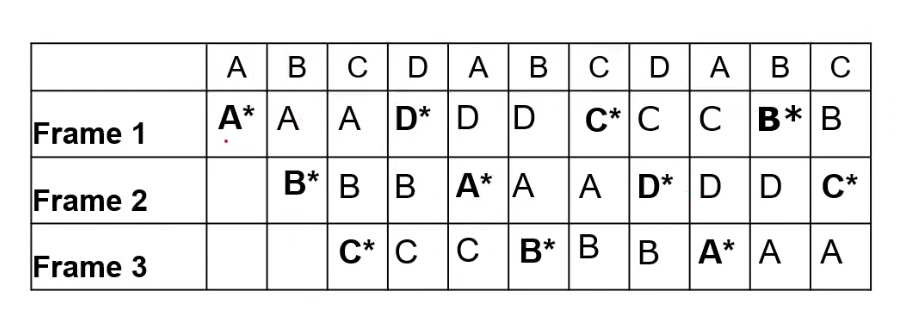 A B C D A B C D A B C
Frame 1 A* A A D* D D C* C C B* B
Frame 2 B* B B A* A A D* D D C*
Frame 3 C* C C B* B B A* A A